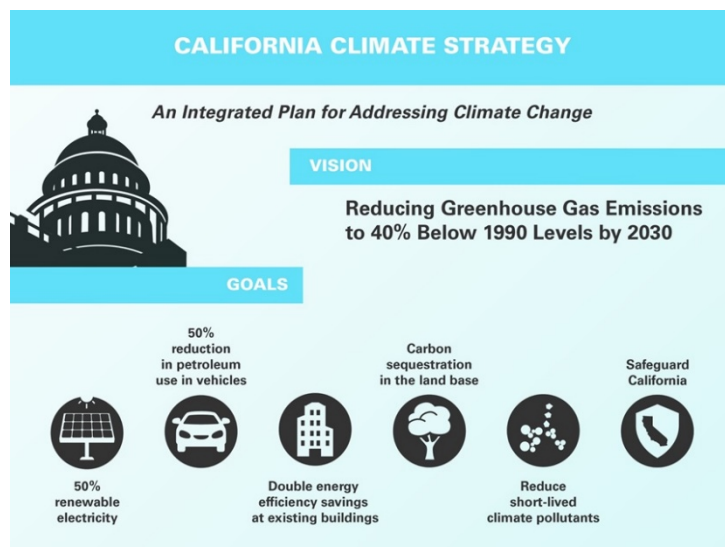 CALIFORNIA CLIMATE STRATEGY
An Integrated Plan for Addressing Climate Change
VISION
Reducing Greenhouse Gas Emissions
to 40% Below 1990 Levels by 2030
GOALS
50%
renewable
electricity
50%
reduction
in petroleum
use in vehicles
Double energy
efficiency savings
at existing buildings
Carbon
sequestration
in the land base
Reduce
short-lived
climate pollutants
Safeguard
California